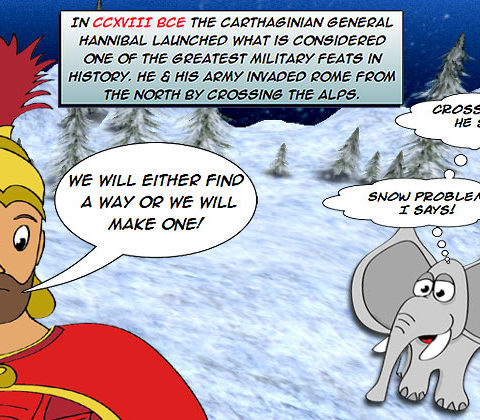 IN CCXVIII BCE THE CARTHAGINIAN GENERAL
HANNIBAL LAUNCHED WHAT IS CONSIDERED
ONE OF THE GREATEST MILITARY FEATS IN
HISTORY. HE & HIS ARMY INVADED ROME FROM
THE NORTH BY CROSSING THE ALPS.
WE WILL EITHER FIND
A WAY OR WE WILL
MAKE ONE!
CROSS
HE
SNOW PROBLEM
I SAYS!